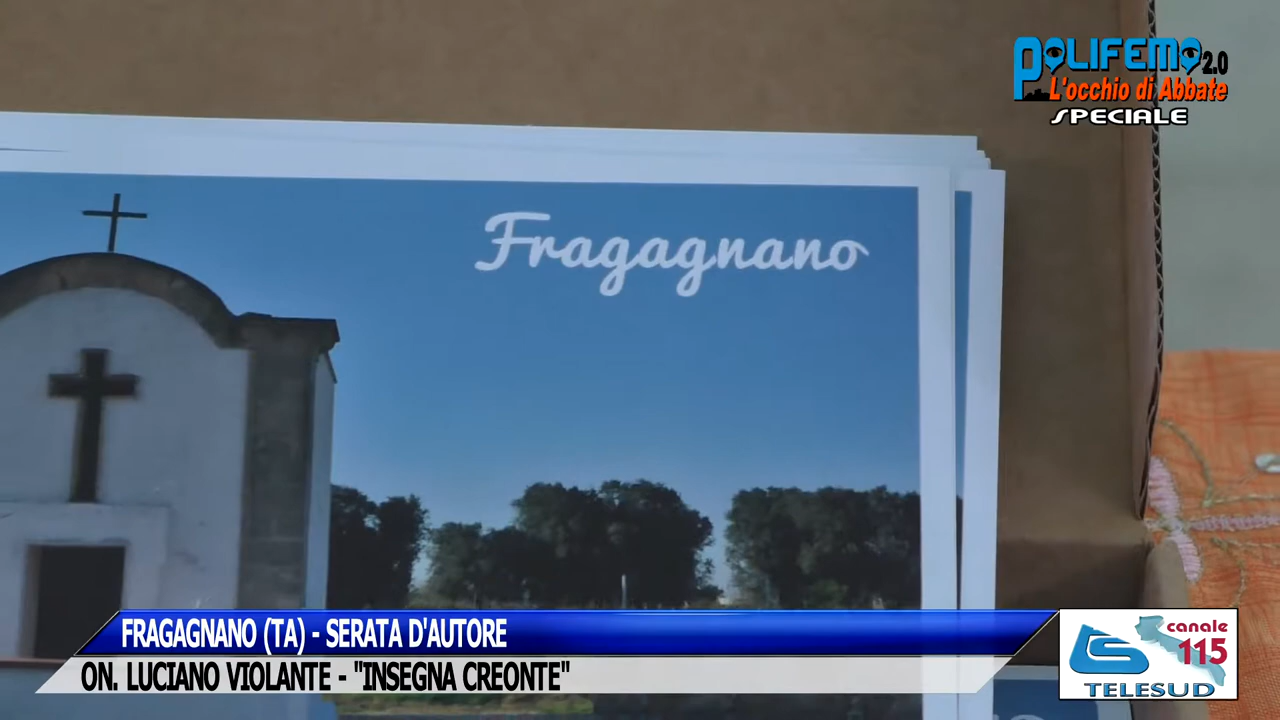 POLIFEMO 2.0
L'occhio di Abbate
SPECIALE
Fragagnano
FRAGAGNANO (TA) - SERATA D'AUTORE
ON. LUCIANO VIOLANTE - "INSEGNA CREONTE"
canale
115
TELESUD